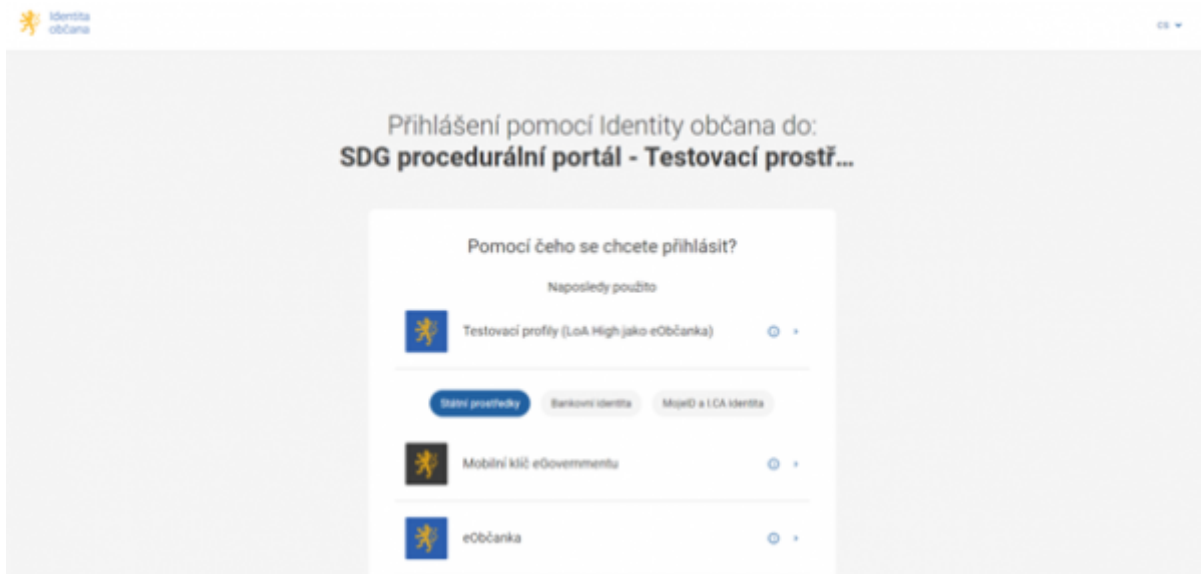 Identita
občana
cs
Přihlášení pomocí Identity občana do:
SDG procedurální portál - Testovací prostř...
Pomocí čeho se chcete přihlásit?
Naposledy použito
Testovací profily (LoA High jako eObčanka)
Státní prostředky
Bankovní identita
MojeID a I.CA identita
Mobilní klíč eGovernmentu
eObčanka